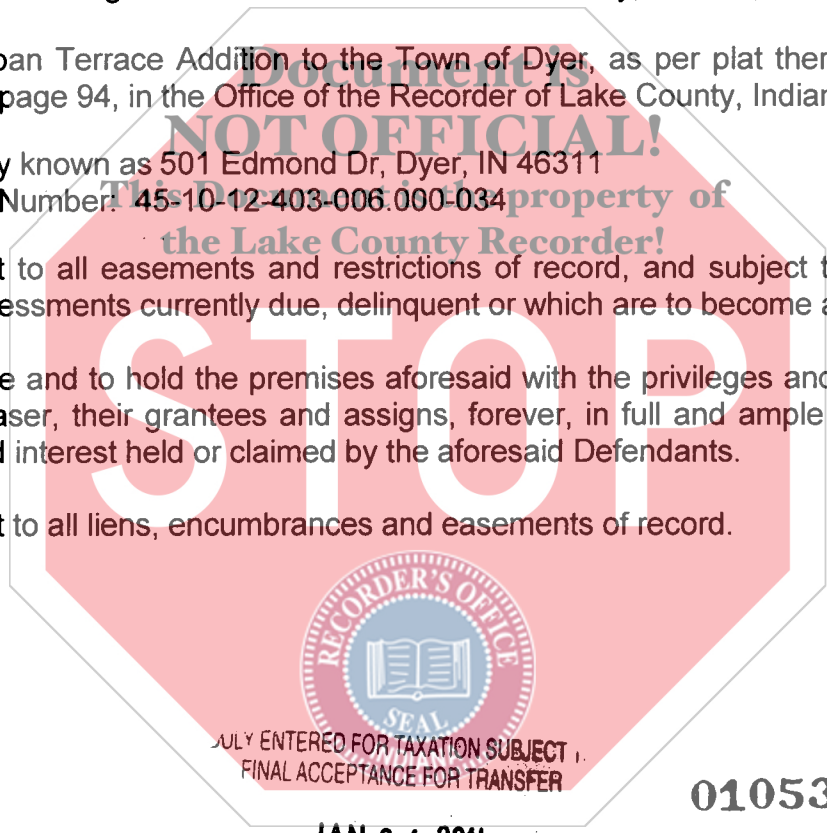 ban Terrace Addition to the Town of Dyer, as per plat ther
page 94, in the Office of the Recorder of Lake County, Indian
y known as 501 Edmond Dr, Dyer, IN 46311
Number: 45-10-12-403-006.000-034
t to all easements and restrictions of record, and subject t
essments currently due, delinquent or which are to become a
e and to hold the premises aforesaid with the privileges and
aser, their grantees and assigns, forever, in full and ample
d interest held or claimed by the aforesaid Defendants.
t to all liens, encumbrances and easements of record.
Document is
NOT OFFICIAL!
This Document is the property of
the Lake County Recorder!
STOP
RECORDER'S OFFICE
SEAL
INDIANA
ULY ENTERED FOR TAXATION SUBJECT
FINAL ACCEPTANCE FOR TRANSFER
01053
JAN